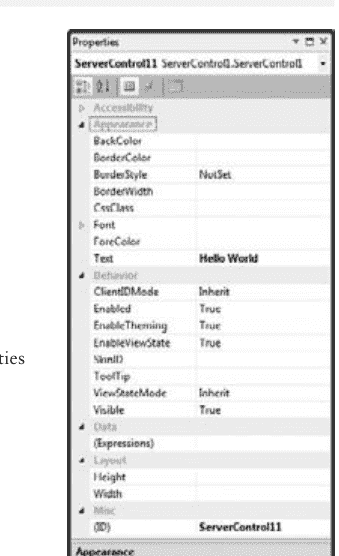 Properties
ServerControl11 ServerControl1.ServerControl1
Accessibility
Appearance
BackColor
BorderColor
BorderStyle NotSet
BorderWidth
CssClass
Font
ForeColor
Text Hello World
Behavior
ClientIDMode Inherit
Enabled True
EnableTheming True
EnableViewState True
SkinID
ToolTip
ViewStateMode Inherit
Visible True
ties
Data
(Expressions)
Layout
Height
Width
Misc
(ID) ServerControl11
Appearance